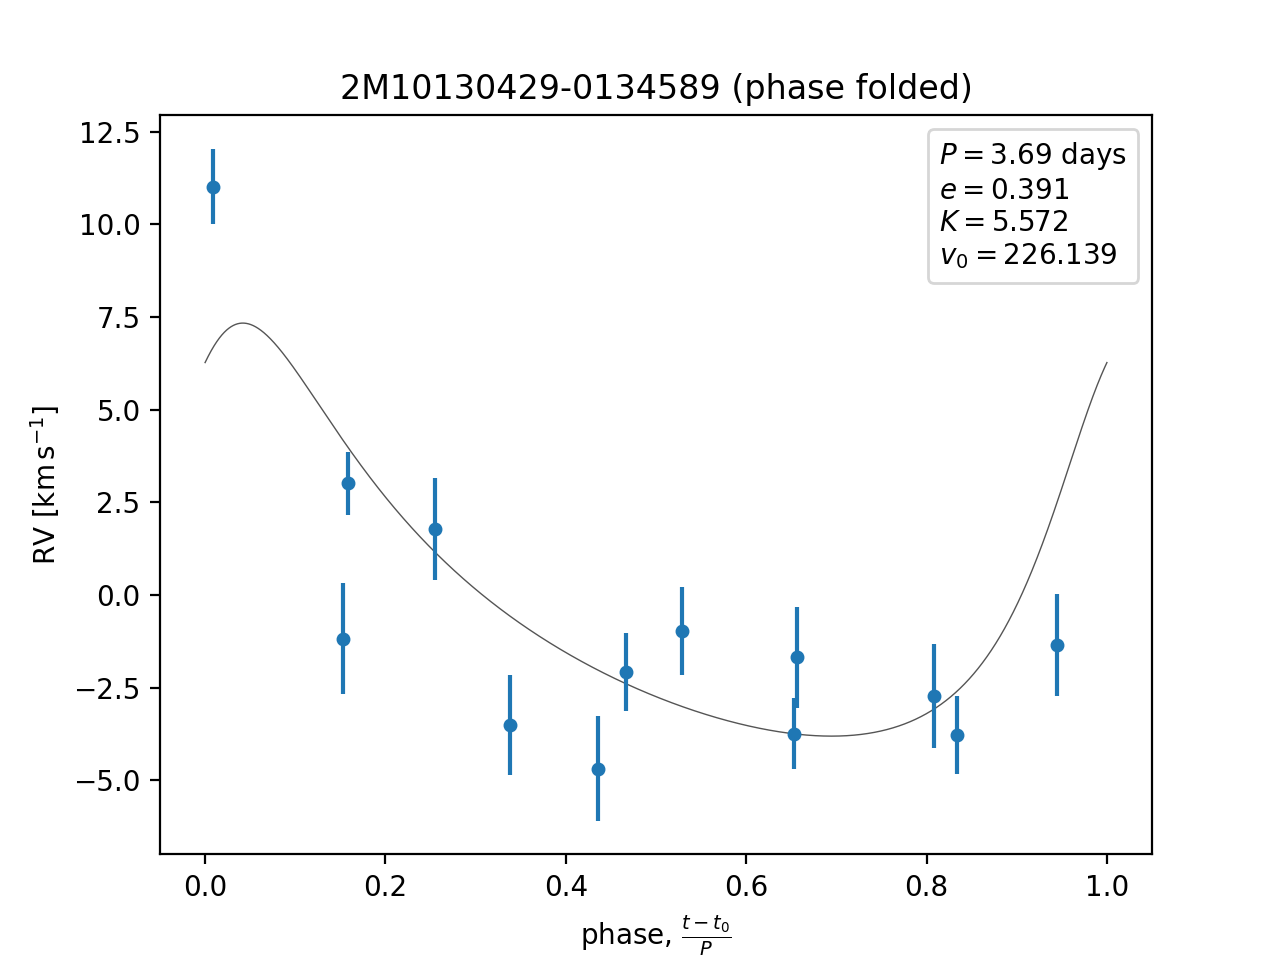 2M10130429-0134589 (phase folded)
P = 3.69 days
e = 0.391
K = 5.572
v₀ = 226.139
RV [km s⁻¹]
12.5
10.0
7.5
5.0
2.5
0.0
−2.5
−5.0
0.0 0.2 0.4 0.6 0.8 1.0
phase, (t − t₀)/P